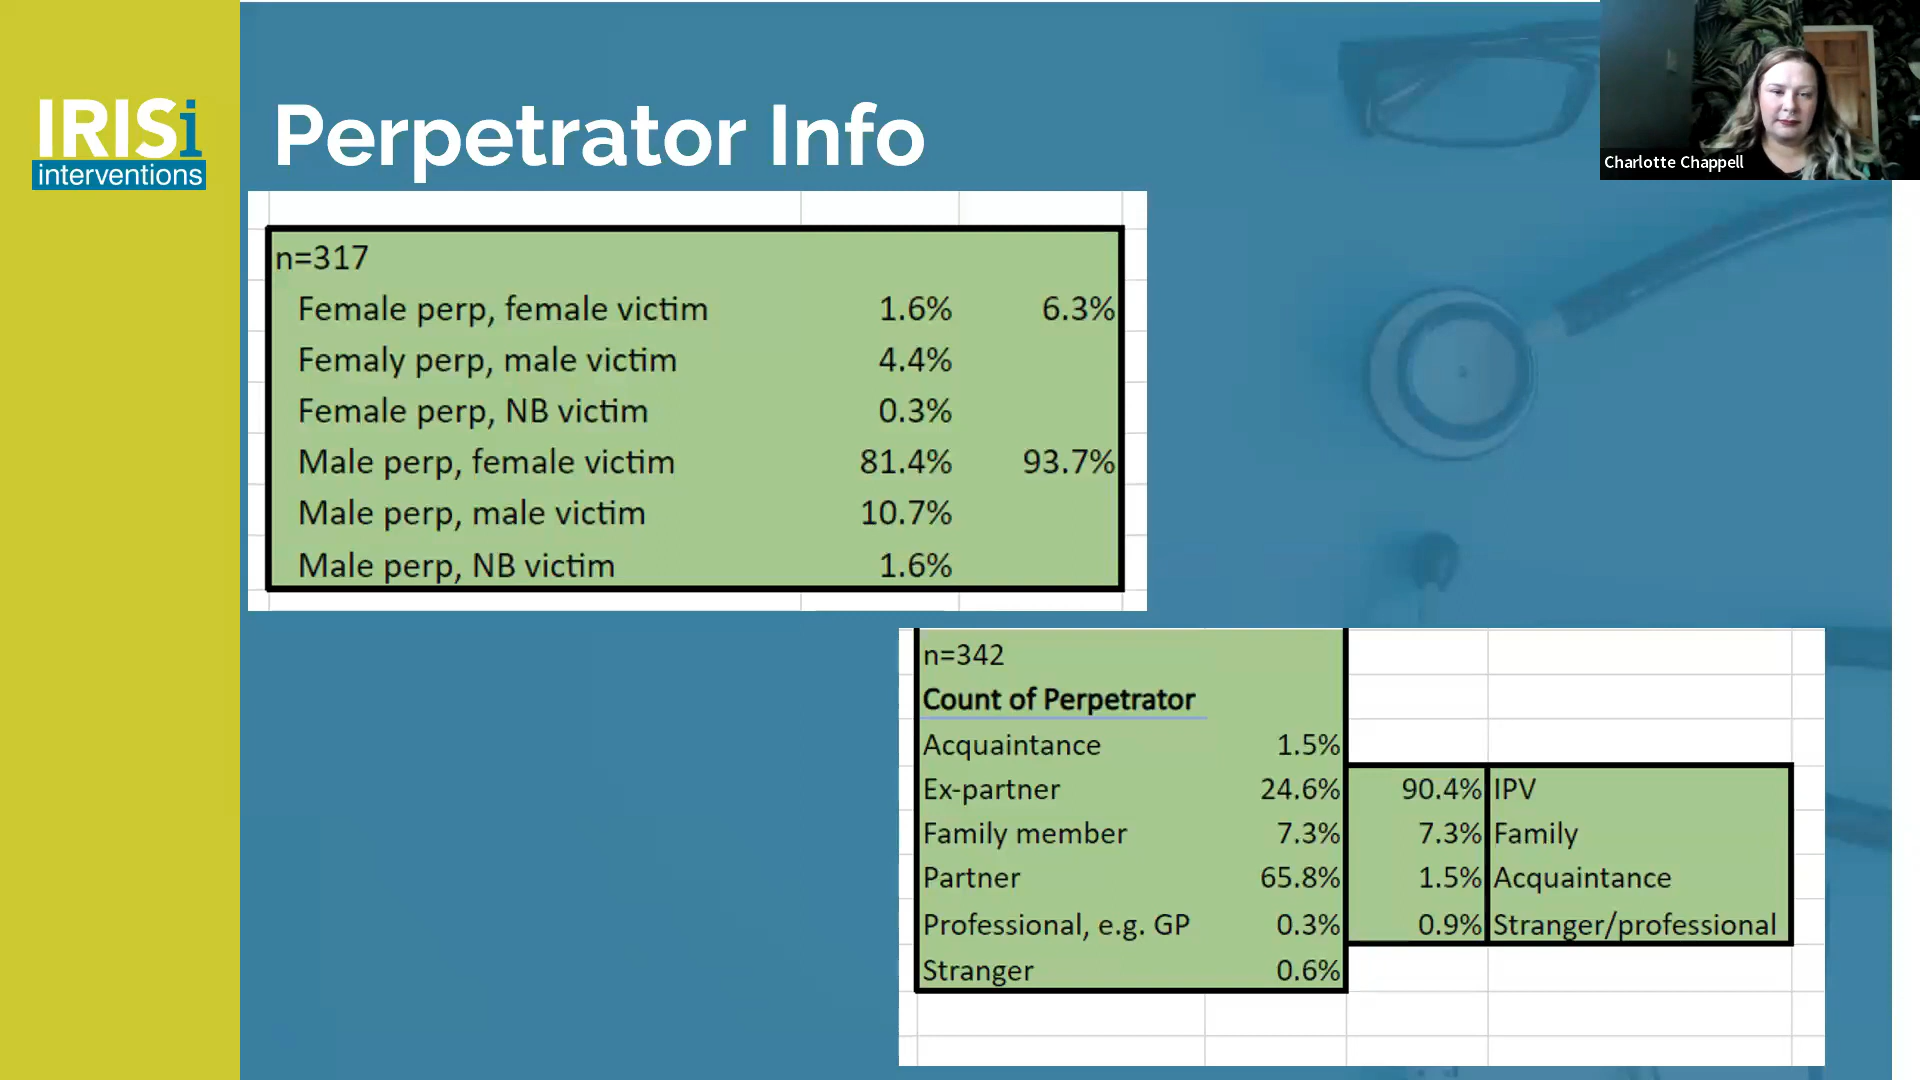 IRISi
interventions
Perpetrator Info
Charlotte Chappell
n=317
Female perp, female victim 1.6% 6.3%
Femaly perp, male victim 4.4%
Female perp, NB victim 0.3%
Male perp, female victim 81.4% 93.7%
Male perp, male victim 10.7%
Male perp, NB victim 1.6%
n=342
Count of Perpetrator
Acquaintance 1.5%
Ex-partner 24.6% 90.4% IPV
Family member 7.3% 7.3% Family
Partner 65.8% 1.5% Acquaintance
Professional, e.g. GP 0.3% 0.9% Stranger/professional
Stranger 0.6%